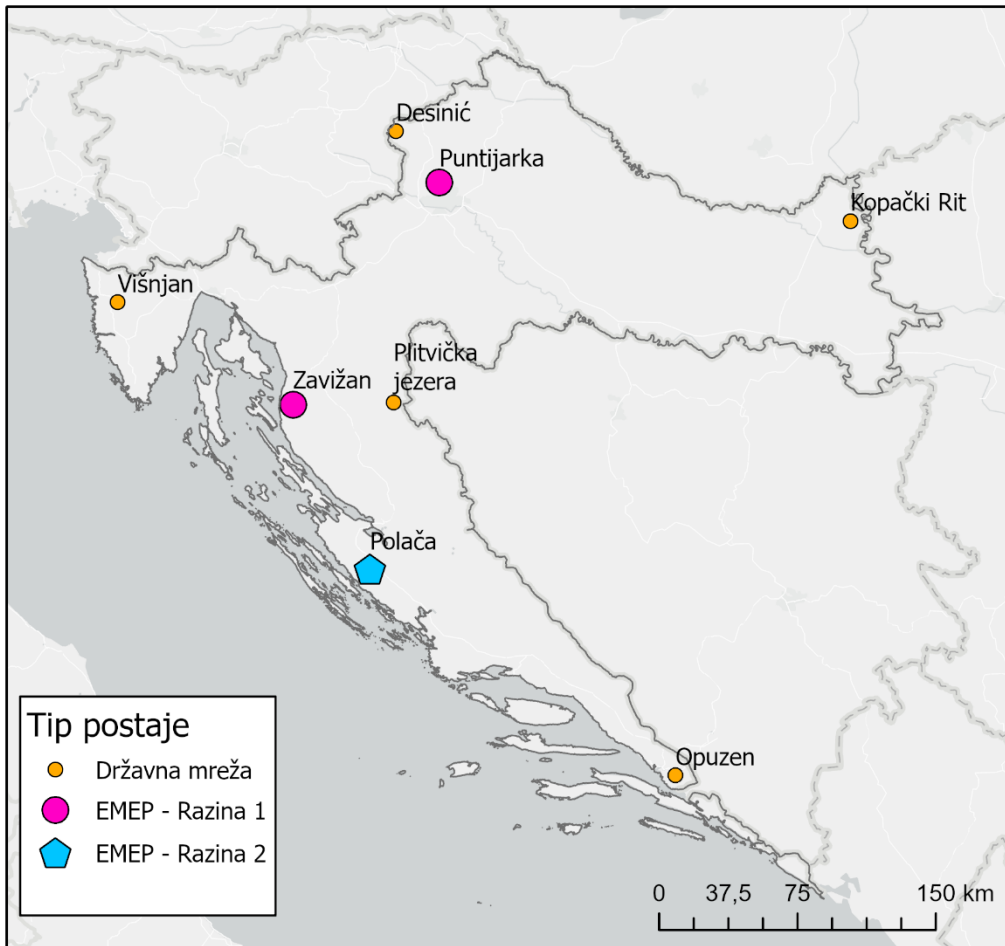 Desinić
Puntijarka
Kopački Rit
Višnjan
Plitvička
jezera
Zavižan
Polača
Opuzen
Tip postaje
Državna mreža
EMEP - Razina 1
EMEP - Razina 2
0 37,5 75 150 km